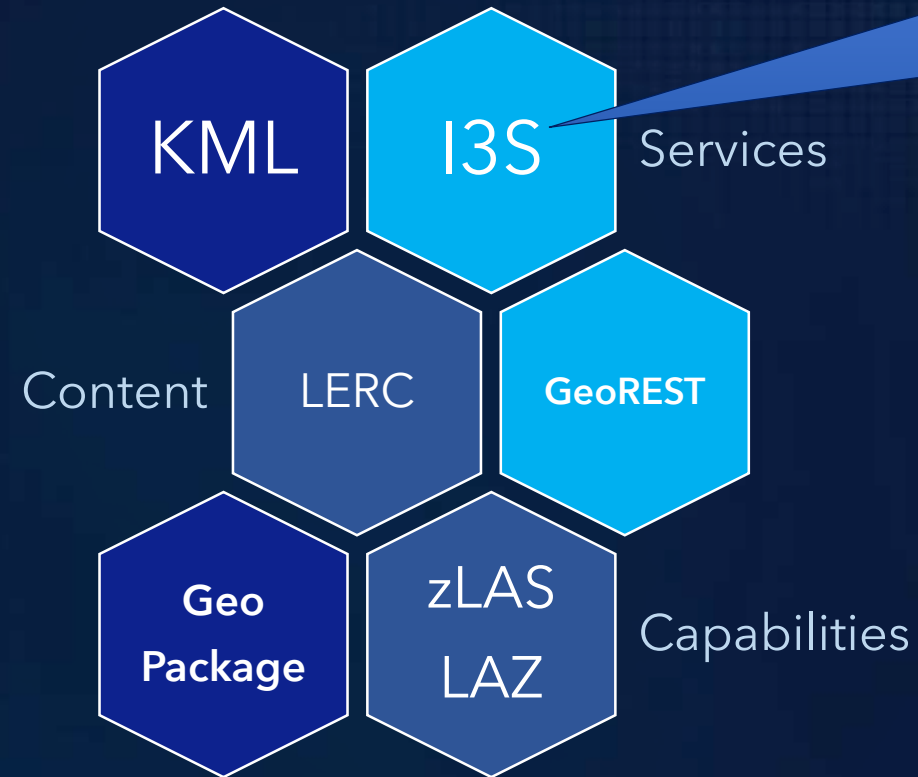 KML
I3S
Services
Content
LERC
GeoREST
Geo
Package
zLAS
LAZ
Capabilities